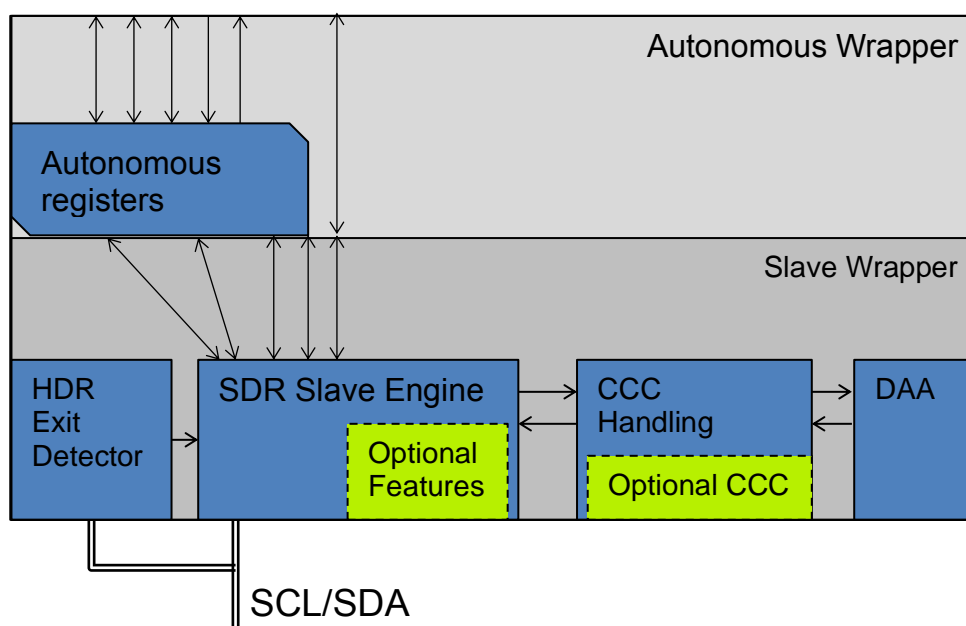 Autonomous Wrapper
Autonomous
registers
Slave Wrapper
HDR
Exit
Detector
SDR Slave Engine
Optional
Features
CCC
Handling
Optional CCC
DAA
SCL/SDA